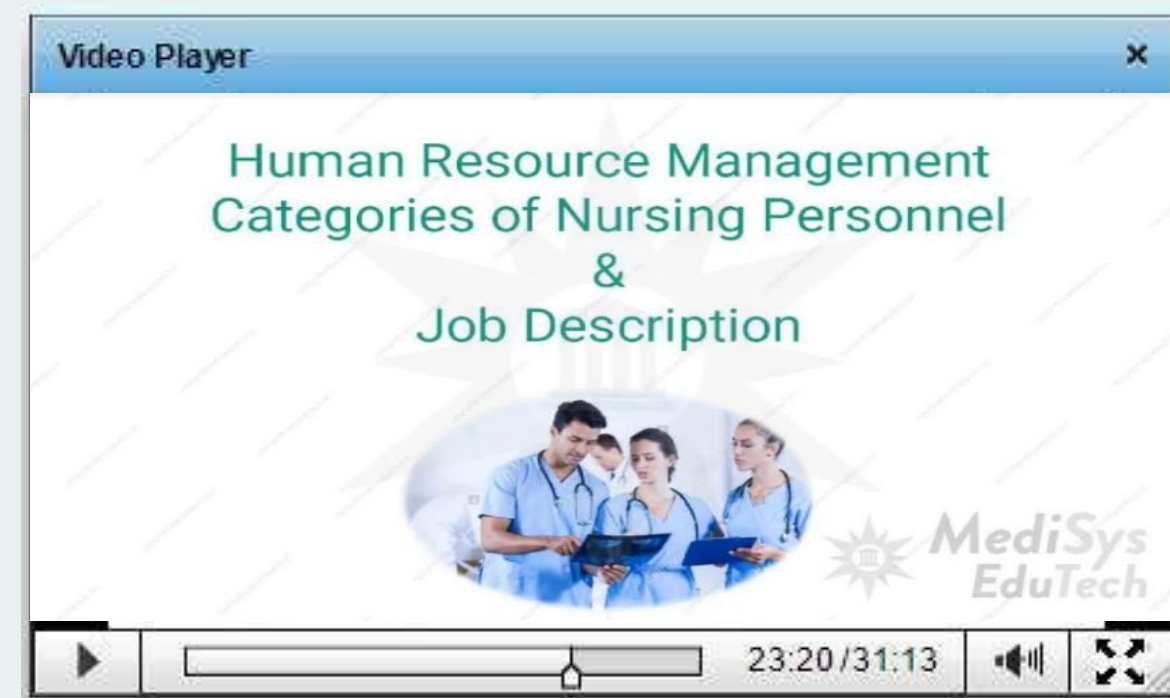 Video Player
Human Resource Management
Categories of Nursing Personnel
&
Job Description
MediSys
EduTech
23:20/31:13